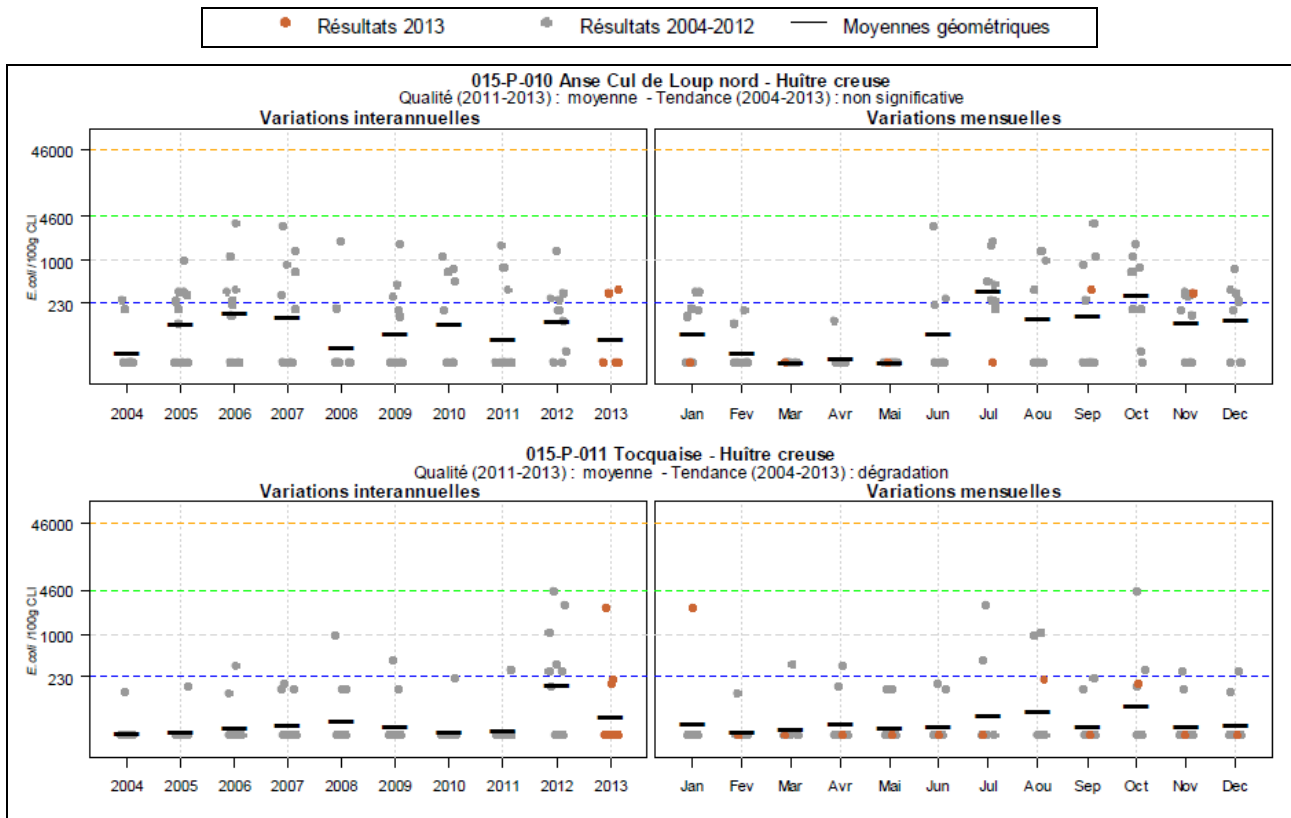 Résultats 2013 Résultats 2004-2012 Moyennes géométriques
015-P-010 Anse Cul de Loup nord - Huître creuse
Qualité (2011-2013) : moyenne - Tendance (2004-2013) : non significative
Variations interannuelles Variations mensuelles
46000
4600
1000
230
E.coli /100g CLI
2004 2005 2006 2007 2008 2009 2010 2011 2012 2013 Jan Fev Mar Avr Mai Jun Jul Aou Sep Oct Nov Dec
015-P-011 Tocquaise - Huître creuse
Qualité (2011-2013) : moyenne - Tendance (2004-2013) : dégradation
Variations interannuelles Variations mensuelles
46000
4600
1000
230
E.coli /100g CLI
2004 2005 2006 2007 2008 2009 2010 2011 2012 2013 Jan Fev Mar Avr Mai Jun Jul Aou Sep Oct Nov Dec